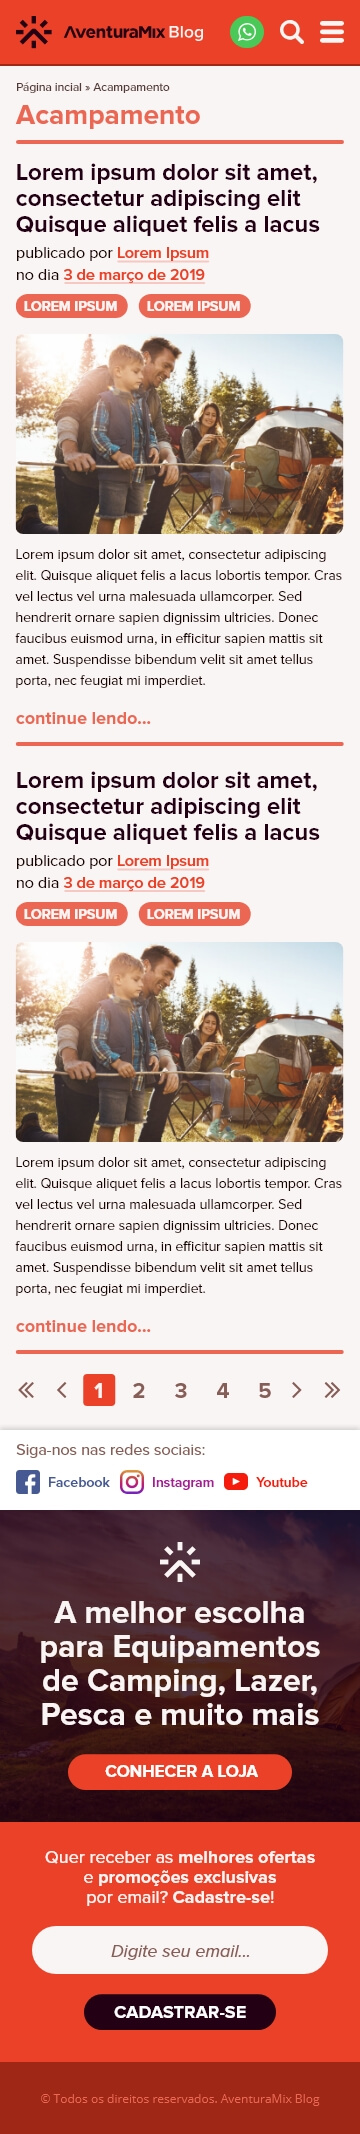 AventuraMix Blog
Página incial » Acampamento
Acampamento
Lorem ipsum dolor sit amet,
consectetur adipiscing elit
Quisque aliquet felis a lacus
publicado por Lorem Ipsum
no dia 3 de março de 2019
LOREM IPSUM LOREM IPSUM
Lorem ipsum dolor sit amet, consectetur adipiscing
elit. Quisque aliquet felis a lacus lobortis tempor. Cras
vel lectus vel urna malesuada ullamcorper. Sed
hendrerit ornare sapien dignissim ultricies. Donec
faucibus euismod urna, in efficitur sapien mattis sit
amet. Suspendisse bibendum velit sit amet tellus
porta, nec feugiat mi imperdiet.
continue lendo...
Lorem ipsum dolor sit amet,
consectetur adipiscing elit
Quisque aliquet felis a lacus
publicado por Lorem Ipsum
no dia 3 de março de 2019
LOREM IPSUM LOREM IPSUM
Lorem ipsum dolor sit amet, consectetur adipiscing
elit. Quisque aliquet felis a lacus lobortis tempor. Cras
vel lectus vel urna malesuada ullamcorper. Sed
hendrerit ornare sapien dignissim ultricies. Donec
faucibus euismod urna, in efficitur sapien mattis sit
amet. Suspendisse bibendum velit sit amet tellus
porta, nec feugiat mi imperdiet.
continue lendo...
« ‹ 1 2 3 4 5 › »
Siga-nos nas redes sociais:
Facebook Instagram Youtube
A melhor escolha
para Equipamentos
de Camping, Lazer,
Pesca e muito mais
CONHECER A LOJA
Quer receber as melhores ofertas
e promoções exclusivas
por email? Cadastre-se!
Digite seu email...
CADASTRAR-SE
© Todos os direitos reservados. AventuraMix Blog